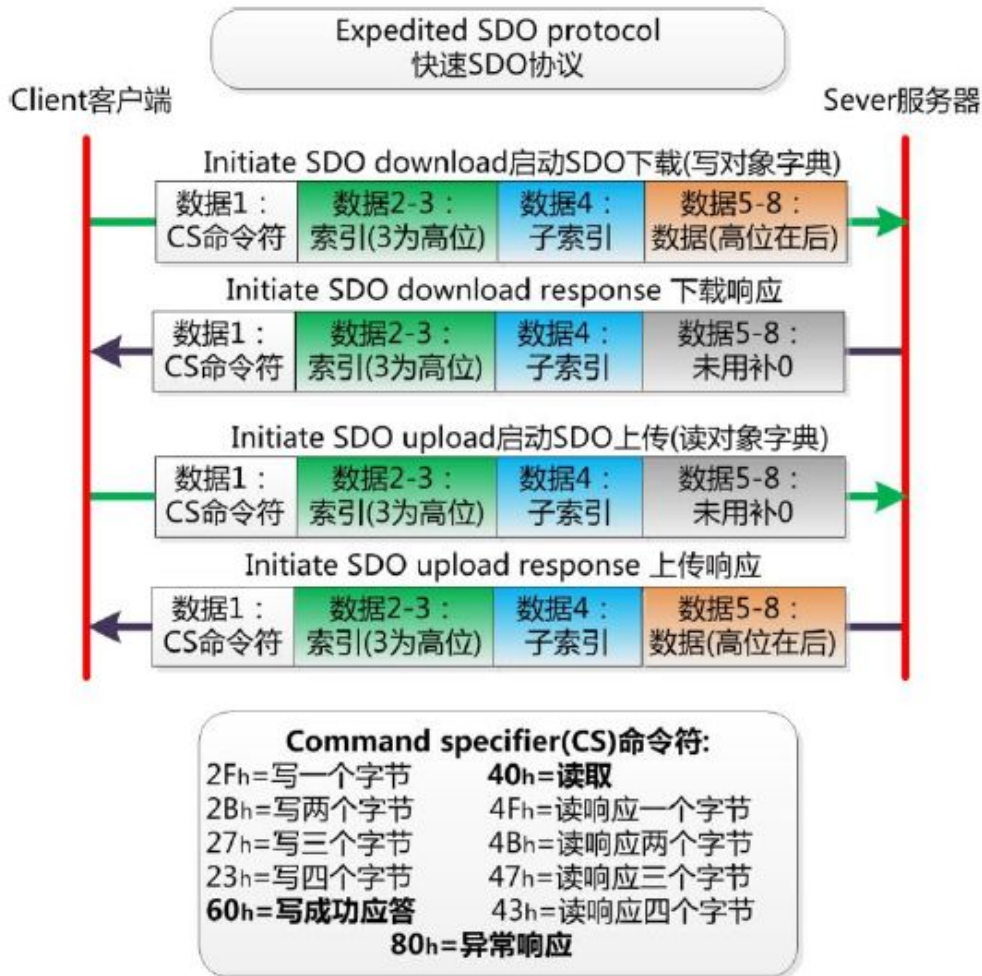 Expedited SDO protocol
快速SDO协议
Client客户端
Sever服务器
Initiate SDO download启动SDO下载(写对象字典)
数据1： 数据2-3： 数据4： 数据5-8：
CS命令符 索引(3为高位) 子索引 数据(高位在后)
Initiate SDO download response 下载响应
数据1： 数据2-3： 数据4： 数据5-8：
CS命令符 索引(3为高位) 子索引 未用补0
Initiate SDO upload启动SDO上传(读对象字典)
数据1： 数据2-3： 数据4： 数据5-8：
CS命令符 索引(3为高位) 子索引 未用补0
Initiate SDO upload response 上传响应
数据1： 数据2-3： 数据4： 数据5-8：
CS命令符 索引(3为高位) 子索引 数据(高位在后)
Command specifier(CS)命令符:
2Fh=写一个字节 40h=读取
2Bh=写两个字节 4Fh=读响应一个字节
27h=写三个字节 4Bh=读响应两个字节
23h=写四个字节 47h=读响应三个字节
60h=写成功应答 43h=读响应四个字节
80h=异常响应